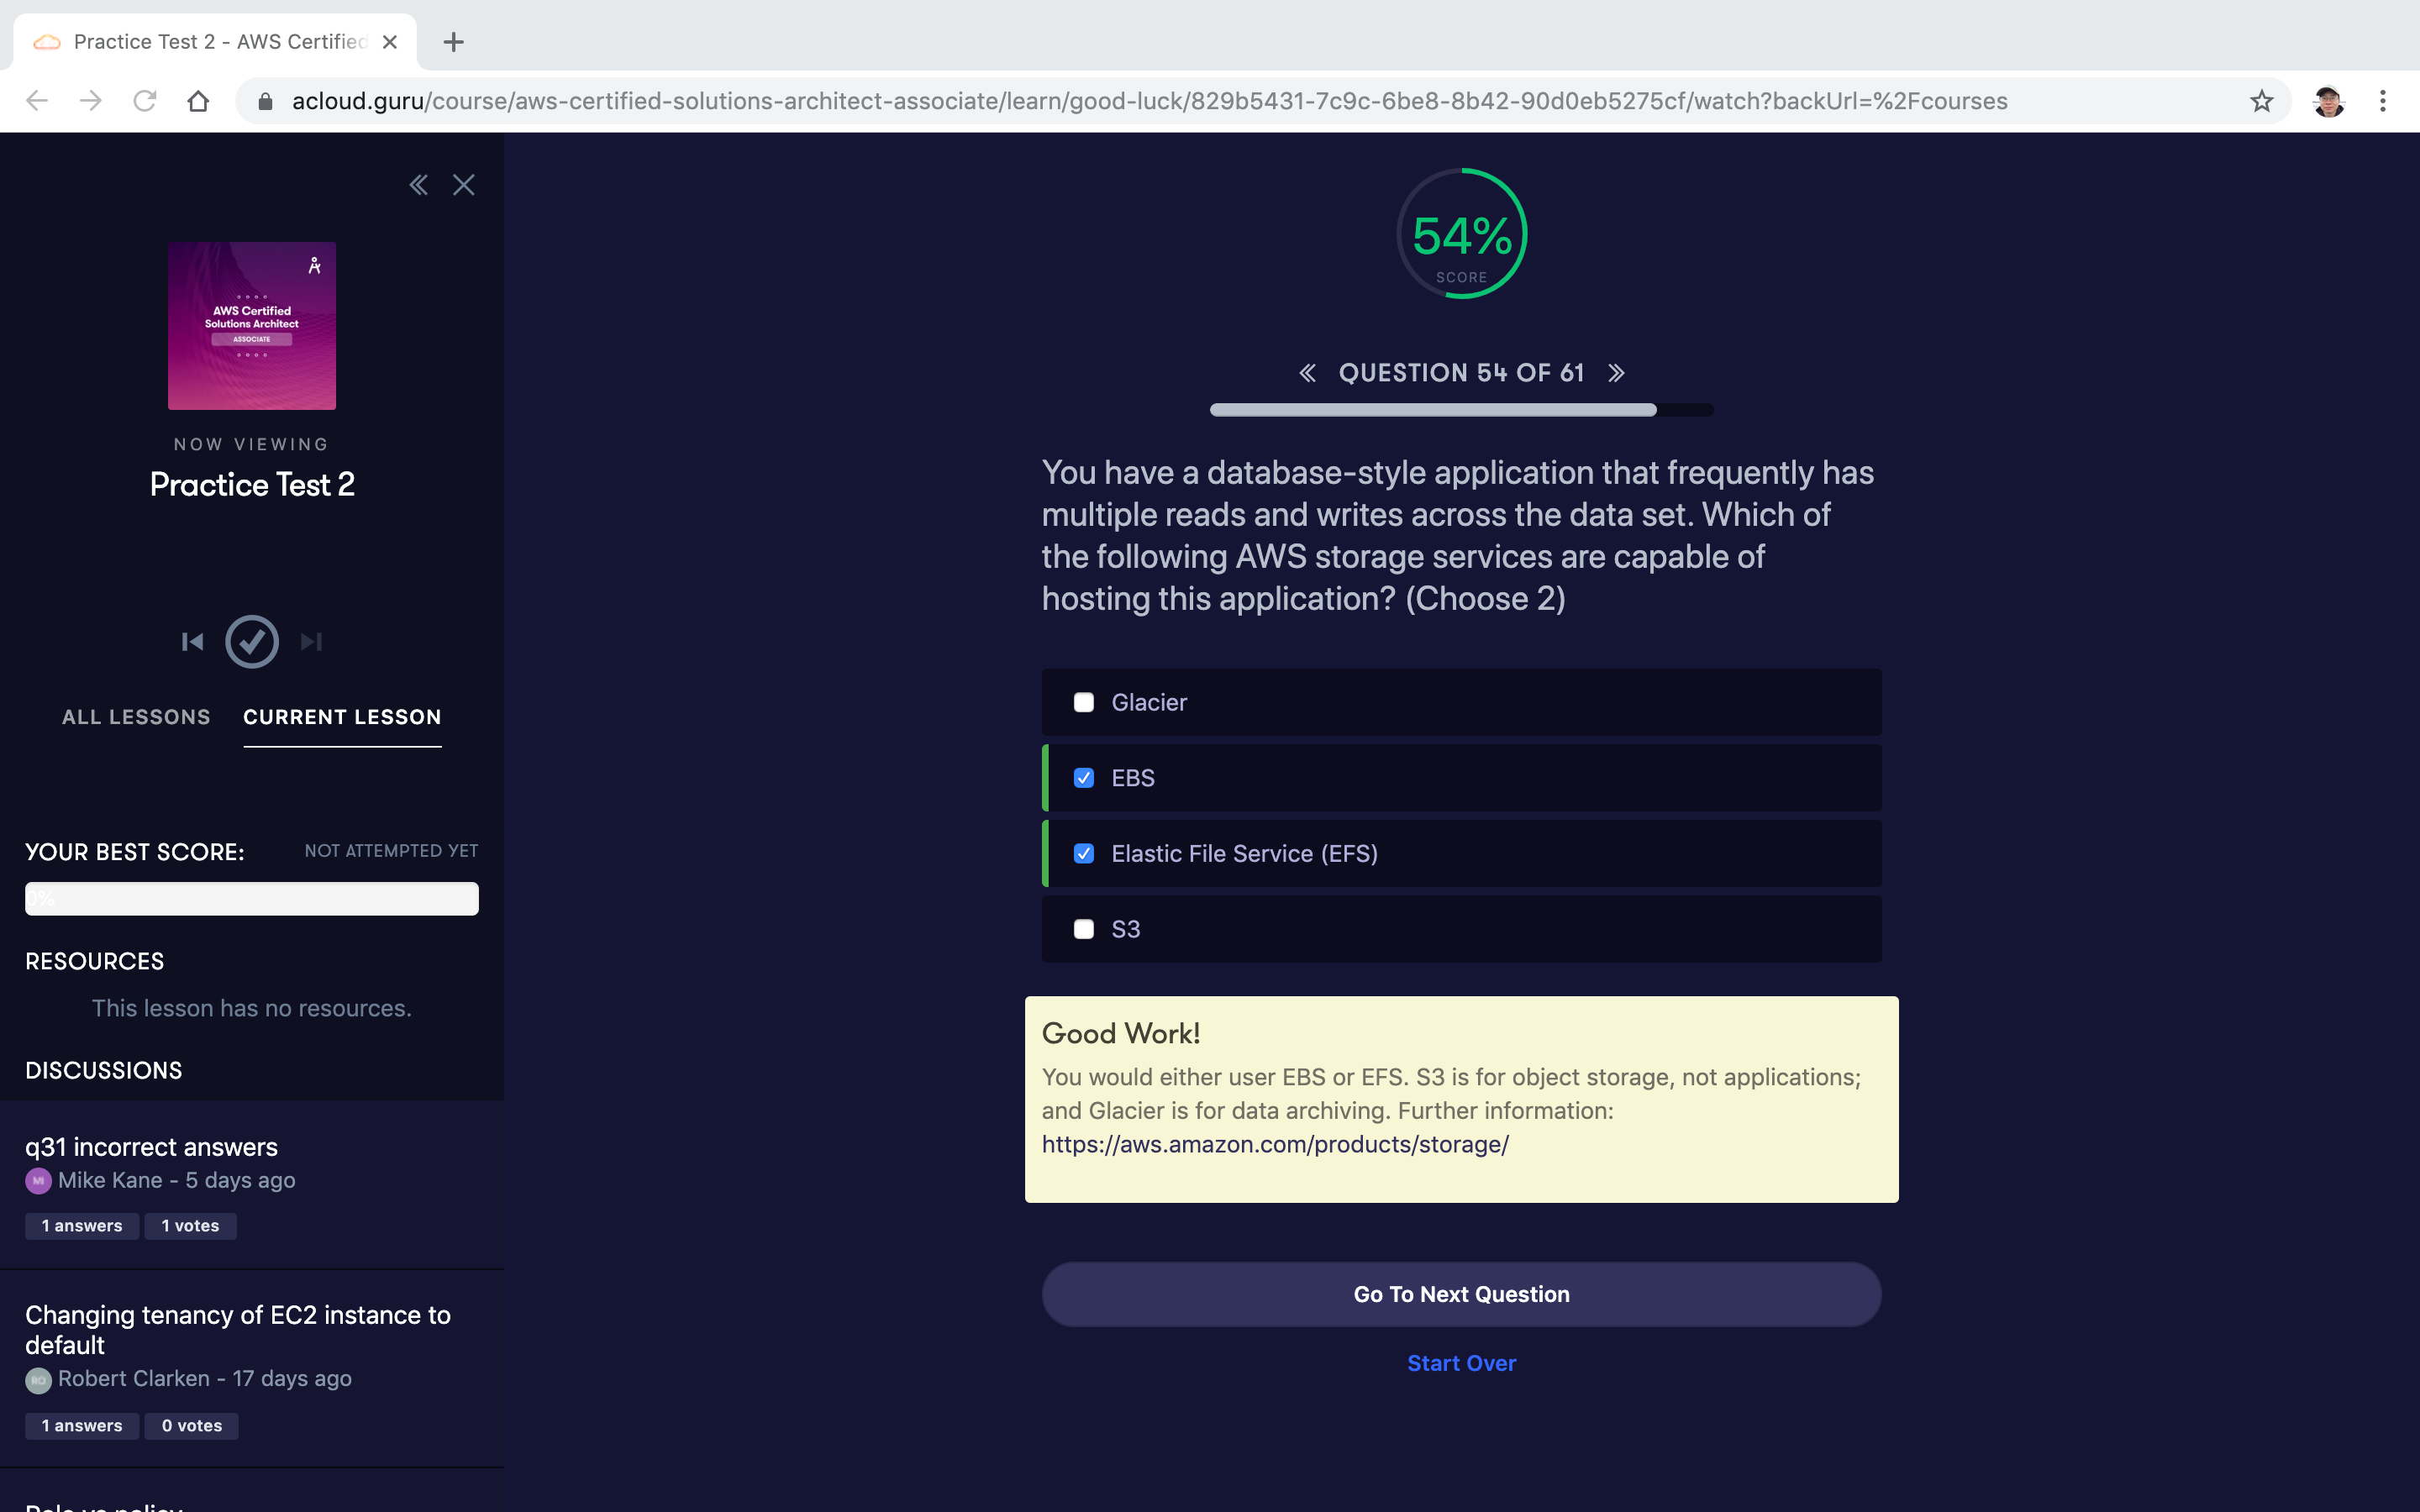 Practice Test 2 - AWS Certified
acloud.guru/course/aws-certified-solutions-architect-associate/learn/good-luck/829b5431-7c9c-6be8-8b42-90d0eb5275cf/watch?backUrl=%2Fcourses
AWS Certified
Solutions Architect
ASSOCIATE
NOW VIEWING
Practice Test 2
ALL LESSONS
CURRENT LESSON
YOUR BEST SCORE:
NOT ATTEMPTED YET
0%
RESOURCES
This lesson has no resources.
DISCUSSIONS
q31 incorrect answers
MI
Mike Kane - 5 days ago
1 answers
1 votes
Changing tenancy of EC2 instance to
default
RO
Robert Clarken - 17 days ago
1 answers
0 votes
Role vs policy
54%
SCORE
QUESTION 54 OF 61
You have a database-style application that frequently has
multiple reads and writes across the data set. Which of
the following AWS storage services are capable of
hosting this application? (Choose 2)
Glacier
EBS
Elastic File Service (EFS)
S3
Good Work!
You would either user EBS or EFS. S3 is for object storage, not applications;
and Glacier is for data archiving. Further information:
https://aws.amazon.com/products/storage/
Go To Next Question
Start Over